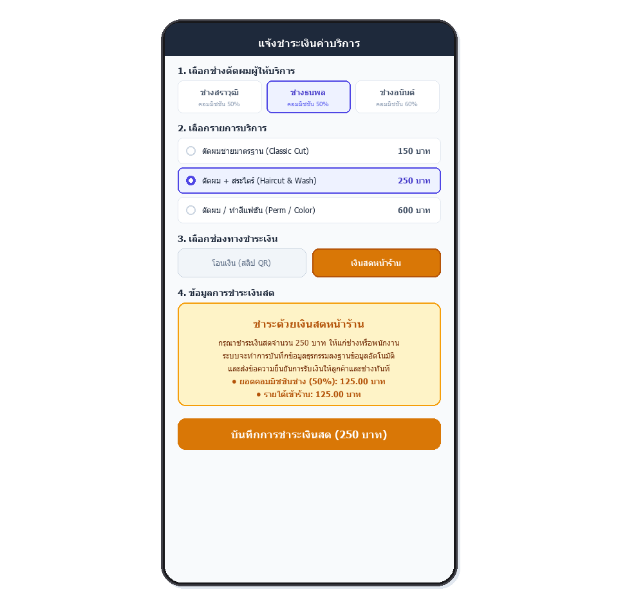 แจ้งชำระเงินค่าบริการ
1. เลือกช่างตัดผมผู้ให้บริการ
ช่างสราวุฒิ
คอมมิชชัน 50%
ช่างธนพล
คอมมิชชัน 50%
ช่างอนันต์
คอมมิชชัน 60%
2. เลือกรายการบริการ
ตัดผมชายมาตรฐาน (Classic Cut)
150 บาท
ตัดผม + สระไดร์ (Haircut & Wash)
250 บาท
ตัดผม / ทำสีแฟชั่น (Perm / Color)
600 บาท
3. เลือกช่องทางชำระเงิน
โอนเงิน (สลิป QR)
เงินสดหน้าร้าน
4. ข้อมูลการชำระเงินสด
ชำระด้วยเงินสดหน้าร้าน
กรุณาชำระเงินสดจำนวน 250 บาท ให้แก่ช่างหรือพนักงาน
ระบบจะทำการบันทึกข้อมูลธุรกรรมลงฐานข้อมูลอัตโนมัติ
และส่งข้อความยืนยันการรับเงินให้ลูกค้าและช่างทันที
● ยอดคอมมิชชันช่าง (50%): 125.00 บาท
● รายได้เข้าร้าน: 125.00 บาท
บันทึกการชำระเงินสด (250 บาท)